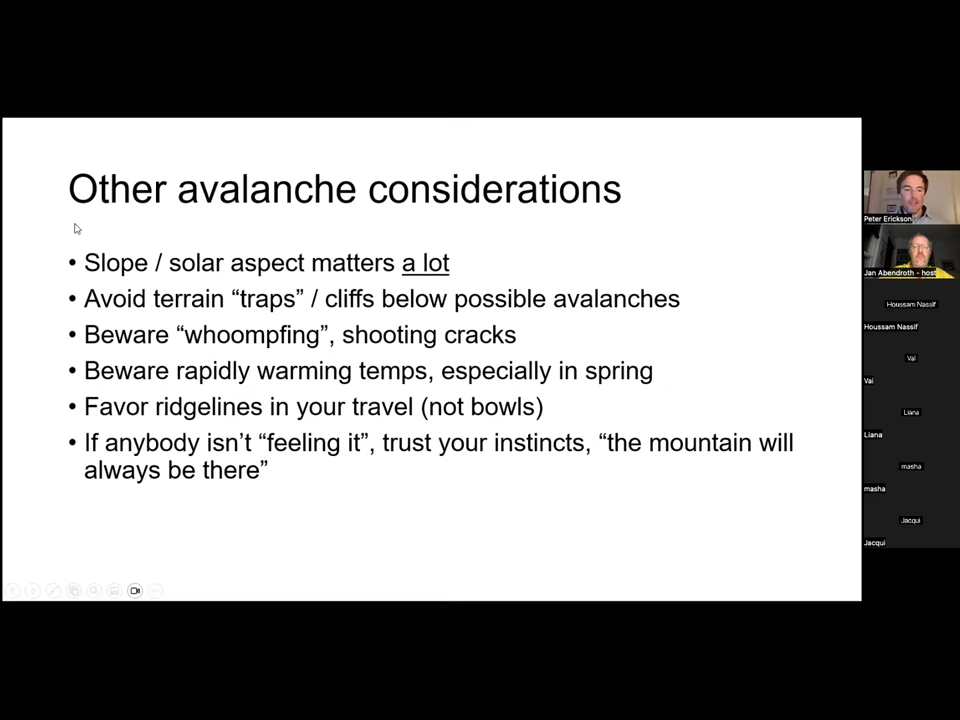 Other avalanche considerations
• Slope / solar aspect matters a lot
• Avoid terrain “traps” / cliffs below possible avalanches
• Beware “whoompfing”, shooting cracks
• Beware rapidly warming temps, especially in spring
• Favor ridgelines in your travel (not bowls)
• If anybody isn’t “feeling it”, trust your instincts, “the mountain will
always be there”
Peter Erickson
Jan Abendroth - host
Houssam Nassif
Houssam Nassif
Vai
Vai
Liana
Liana
masha
masha
Jacqui
Jacqui